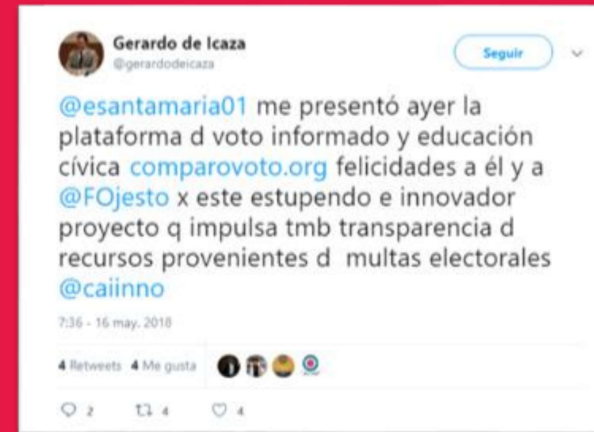 Gerardo de Icaza
@gerardodeicaza
Seguir
@esantamaria01 me presentó ayer la
plataforma d voto informado y educación
cívica comparovoto.org felicidades a él y a
@FOjesto x este estupendo e innovador
proyecto q impulsa tmb transparencia d
recursos provenientes d multas electorales
@caiinno
7:36 - 16 may. 2018
4 Retweets 4 Me gusta
2 4 4